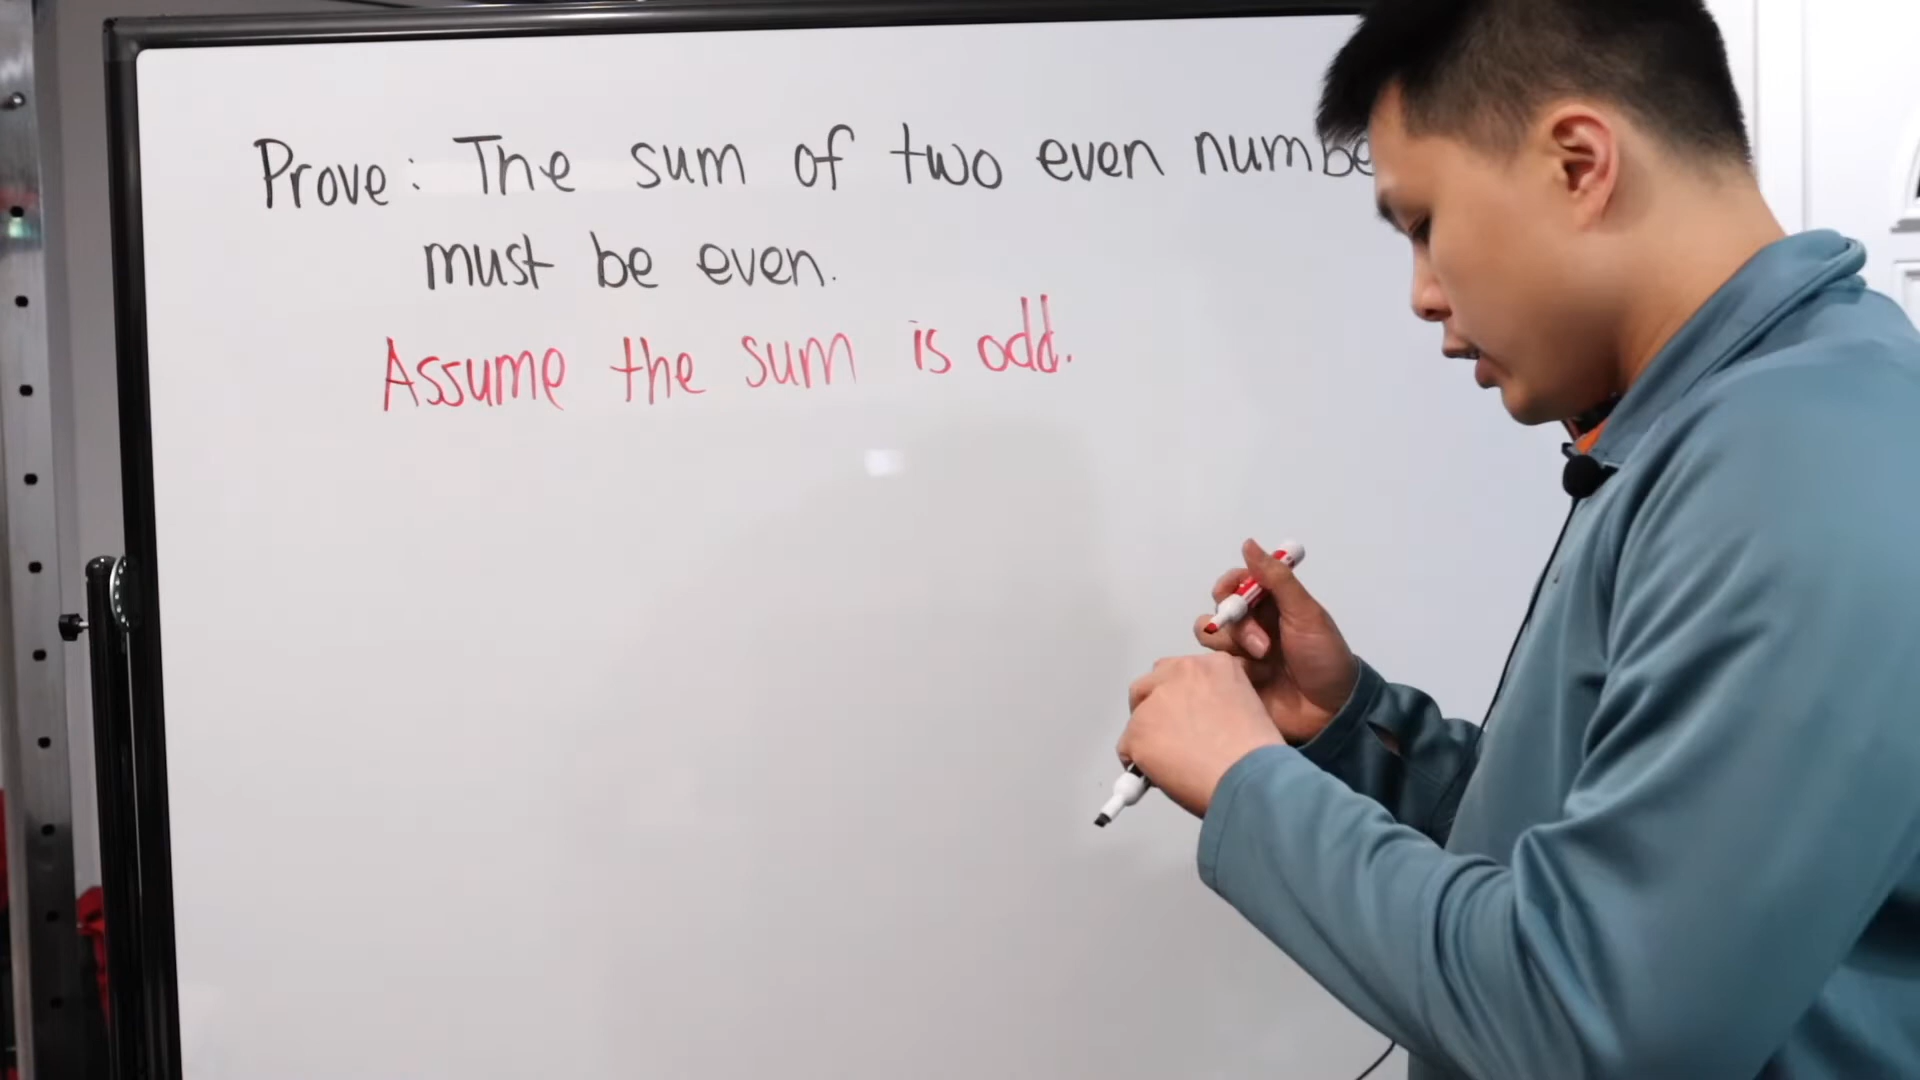 Prove: The sum of two even numbe
must be even.
Assume the sum is odd.